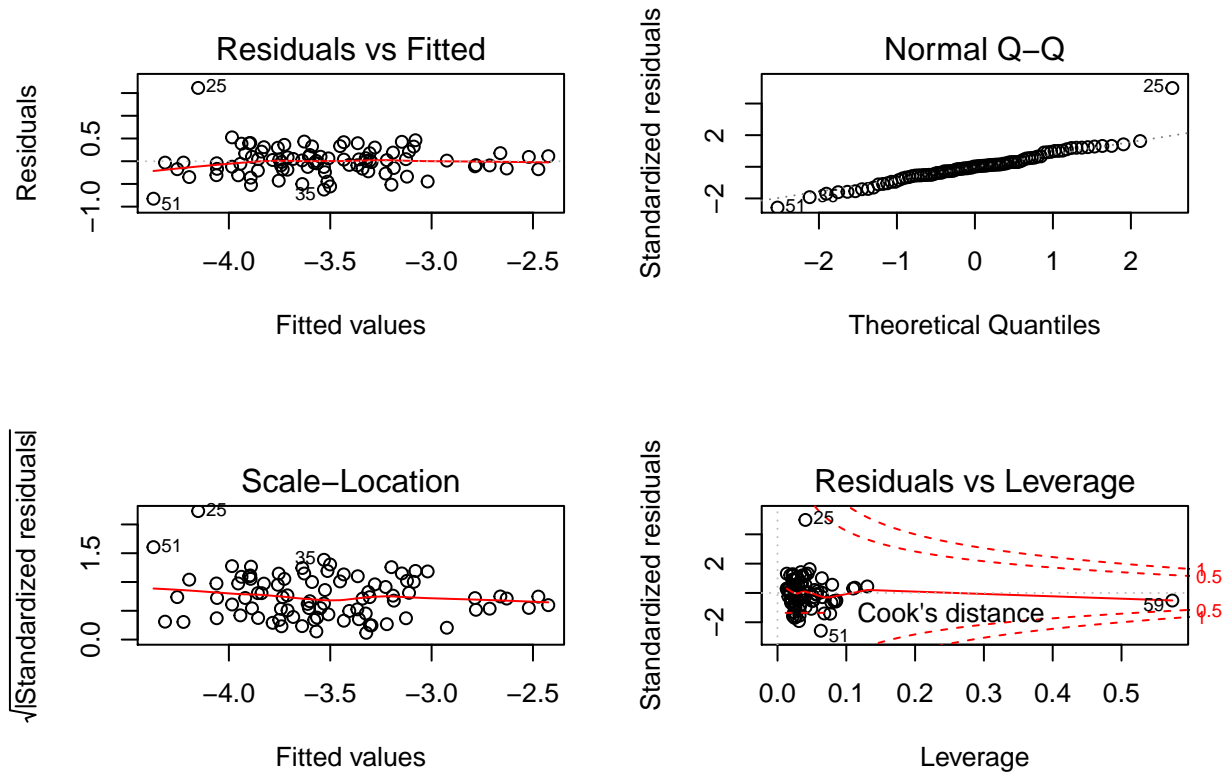 Residuals vs Fitted
Residuals
0.5
−1.0
25
51
35
−4.0 −3.5 −3.0 −2.5
Fitted values
Normal Q−Q
Standardized residuals
2
−2
25
51
−2 −1 0 1 2
Theoretical Quantiles
Scale−Location
√|Standardized residuals|
1.5
0.0
25
51
35
−4.0 −3.5 −3.0 −2.5
Fitted values
Residuals vs Leverage
Standardized residuals
2
−2
25
51
59
Cook's distance
1
0.5
0.5
1
0.0 0.1 0.2 0.3 0.4 0.5
Leverage